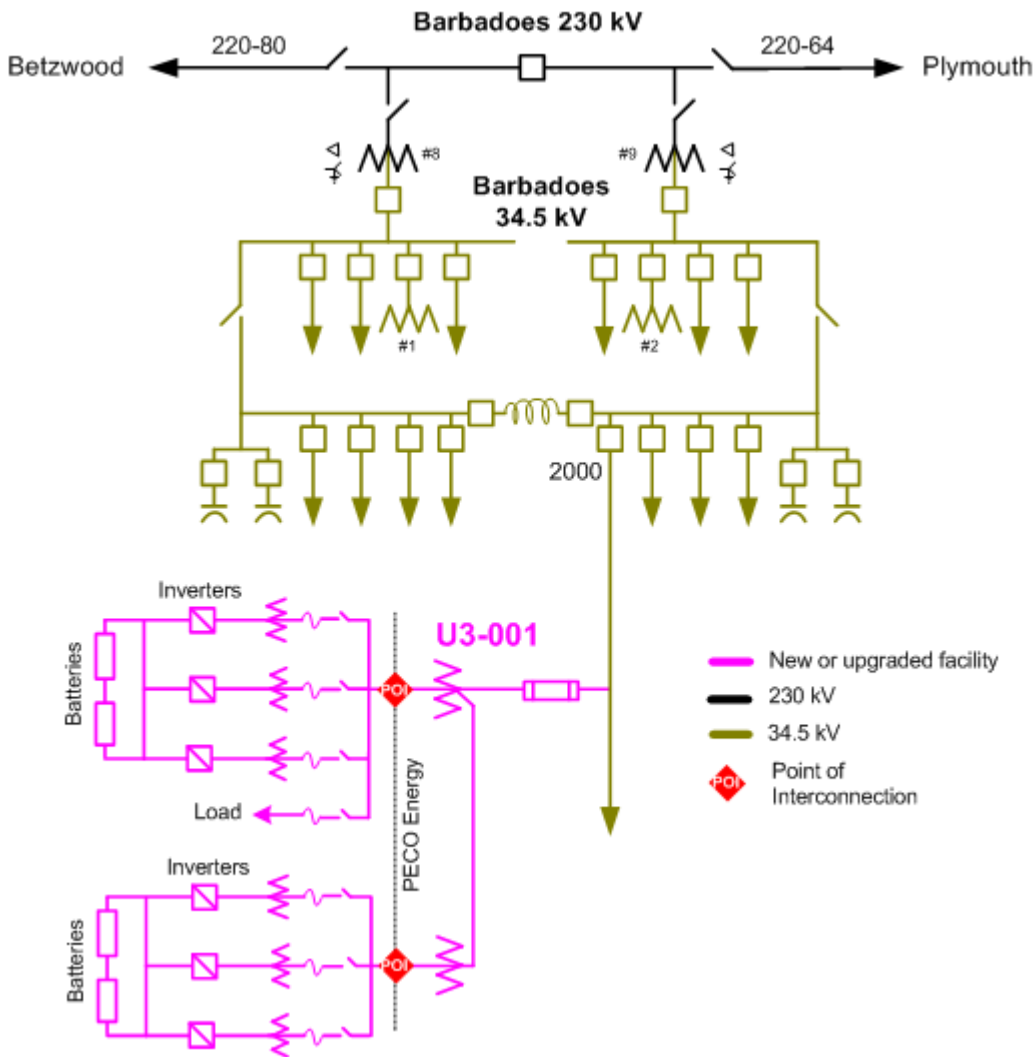 Barbadoes 230 kV
220-80
220-64
Betzwood
Plymouth
#8
#9
Barbadoes
34.5 kV
#1
#2
2000
Inverters
U3-001
Batteries
POI
New or upgraded facility
230 kV
34.5 kV
POI
Point of
Interconnection
Load
PECO Energy
Inverters
Batteries
POI